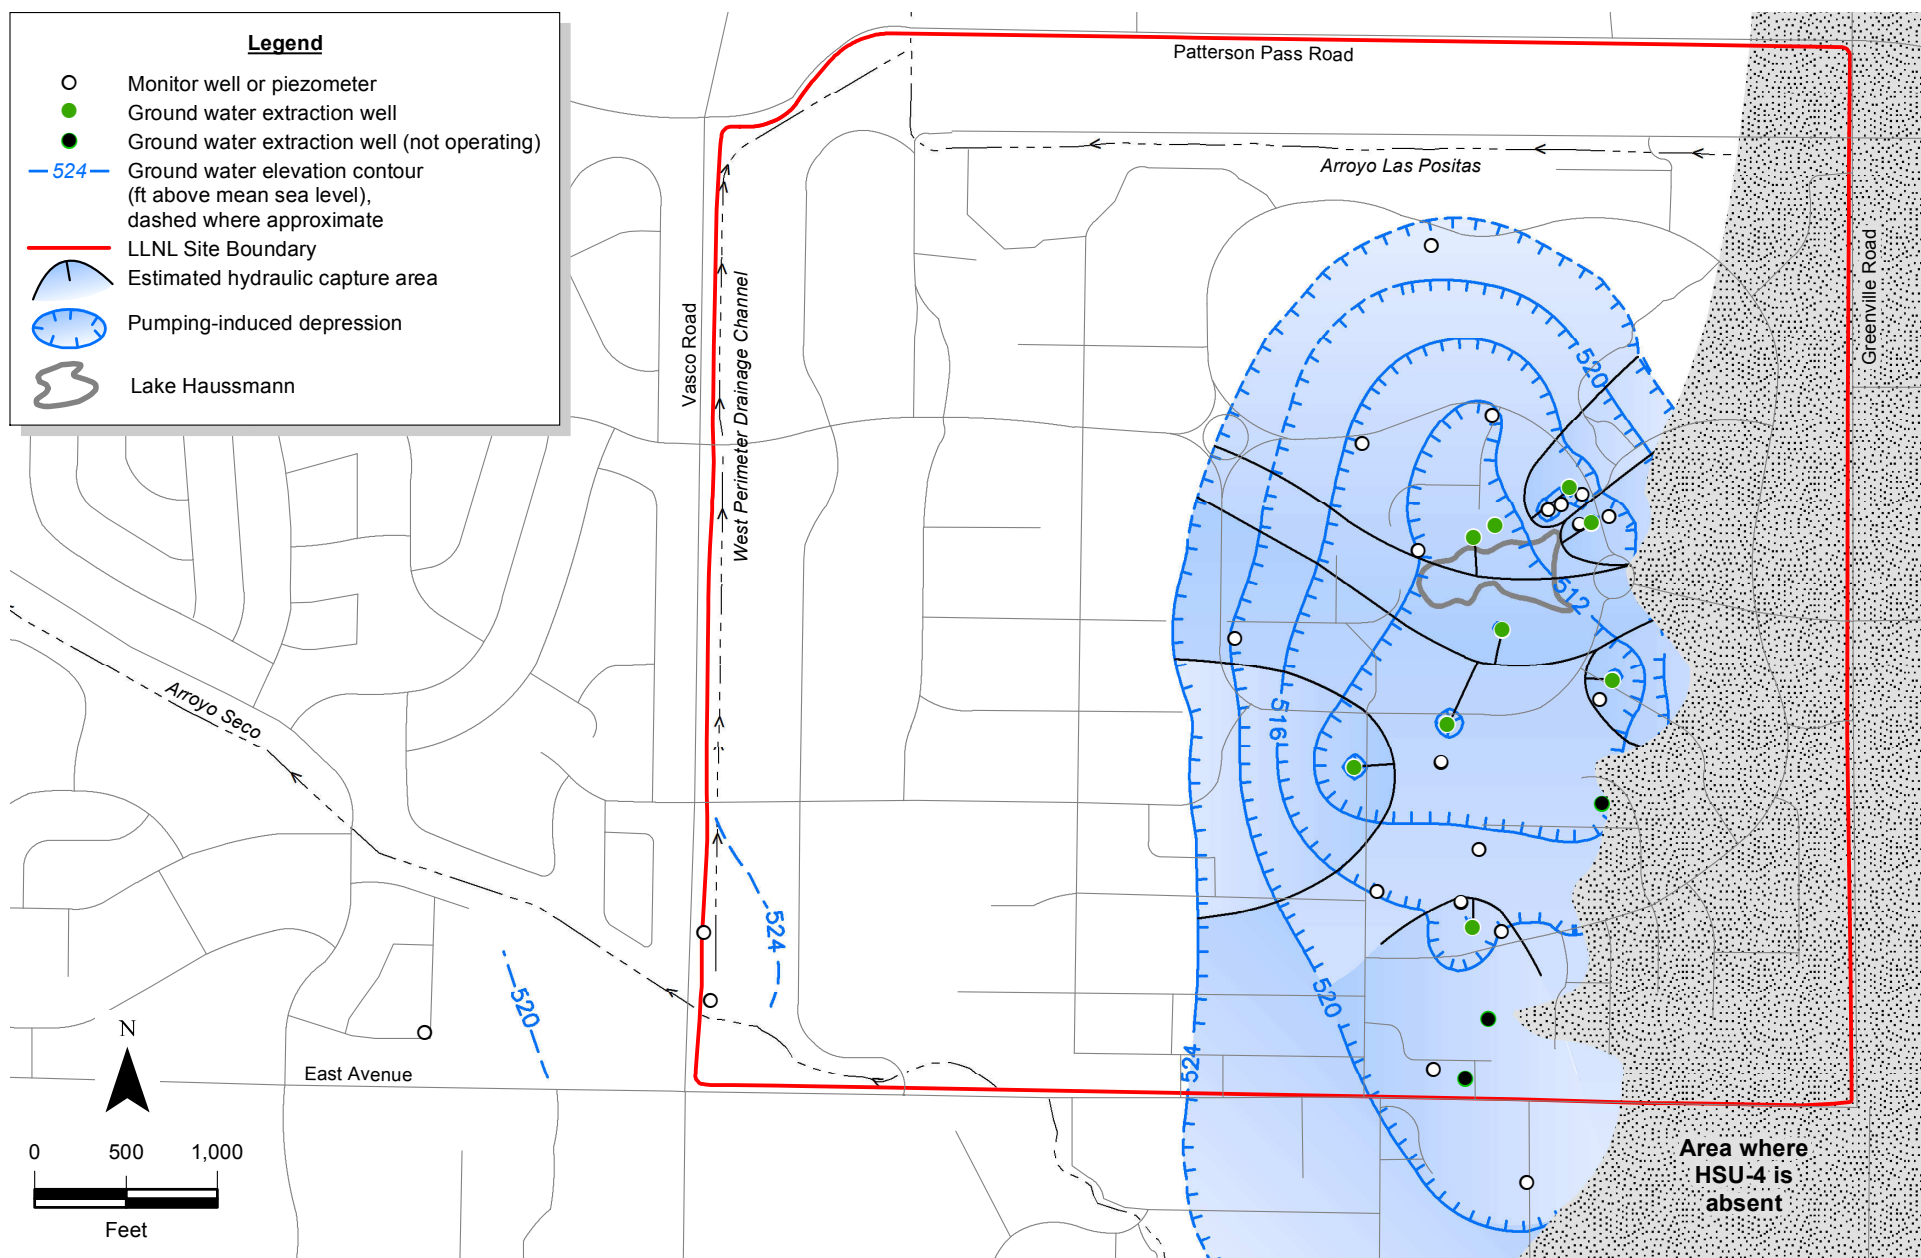 Legend
Monitor well or piezometer
Ground water extraction well
Ground water extraction well (not operating)
524
Ground water elevation contour
(ft above mean sea level),
dashed where approximate
LLNL Site Boundary
Estimated hydraulic capture area
Pumping-induced depression
Lake Haussmann
Patterson Pass Road
Arroyo Las Positas
Greenville Road
Vasco Road
West Perimeter Drainage Channel
520
512
516
Arroyo Seco
524
520
520
524
East Avenue
N
0 500 1,000
Feet
Area where
HSU-4 is
absent